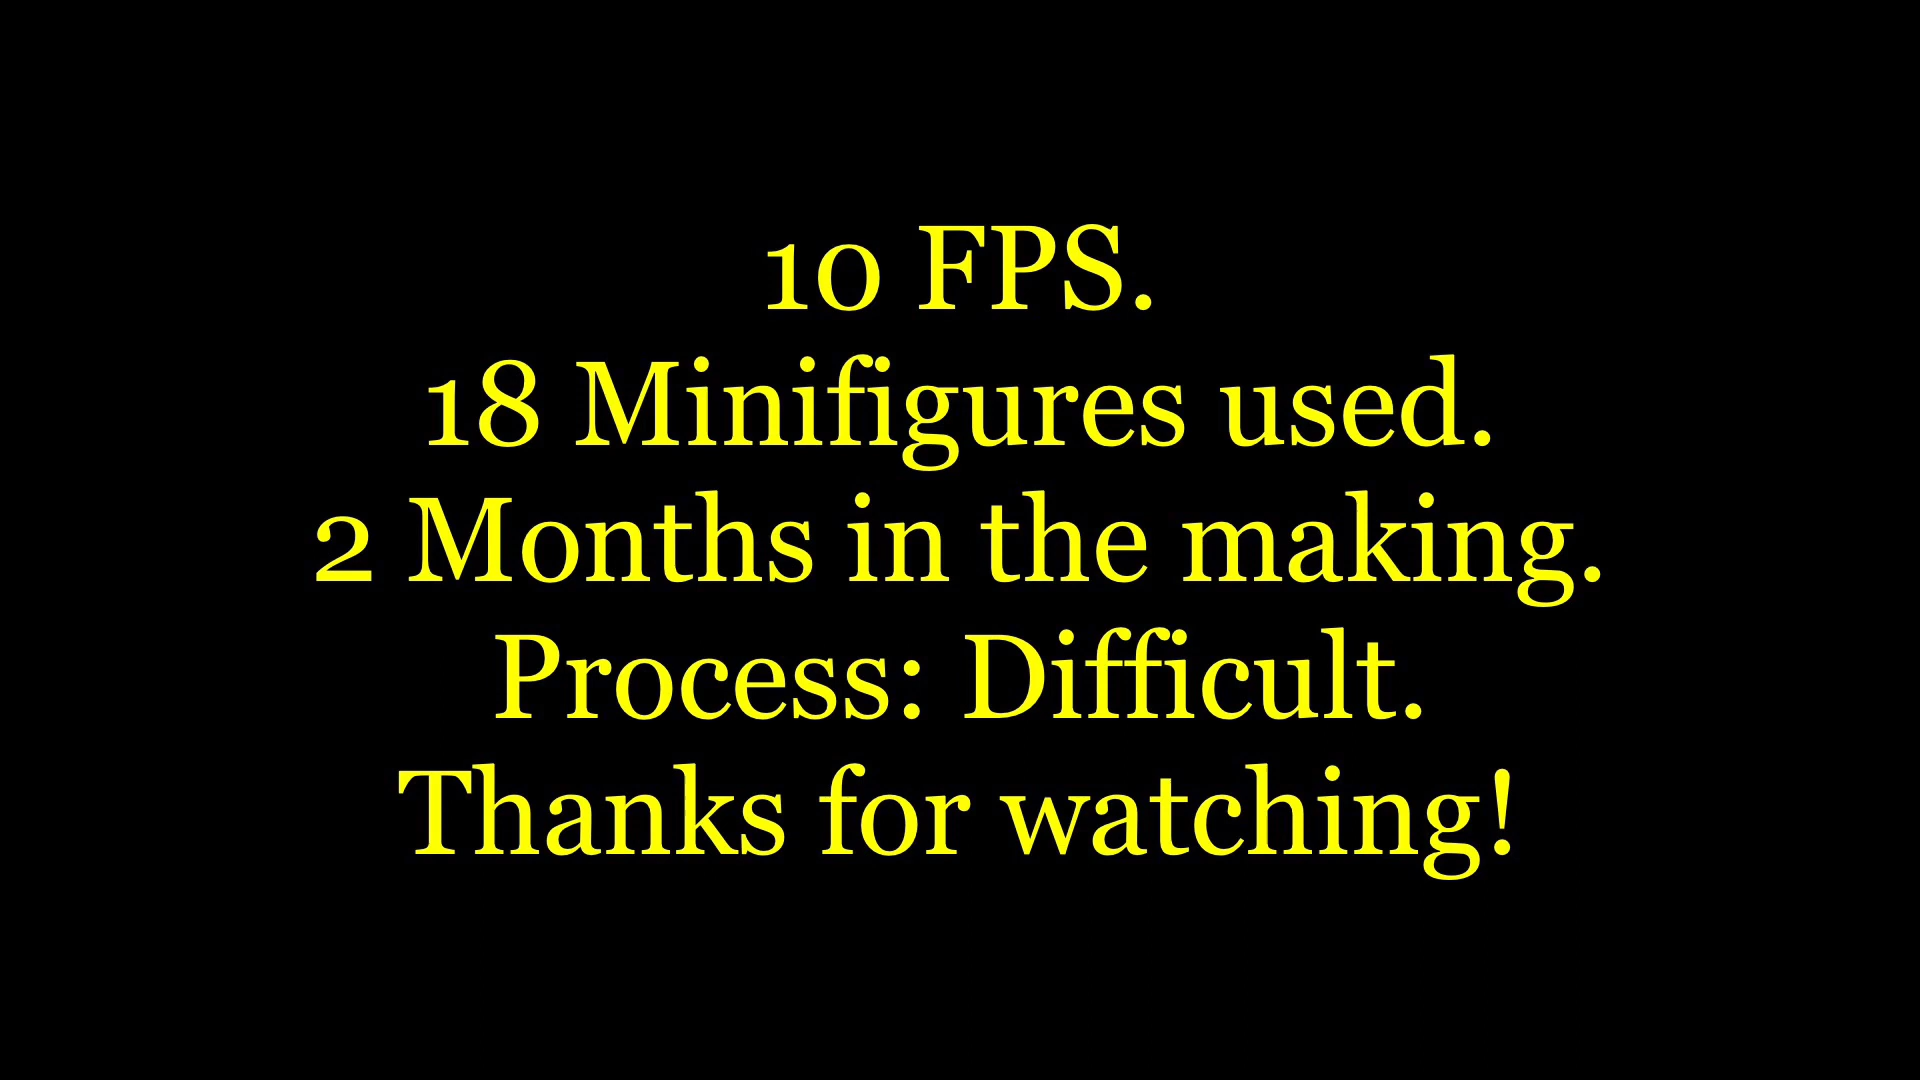 10 FPS.
18 Minifigures used.
2 Months in the making.
Process: Difficult.
Thanks for watching!